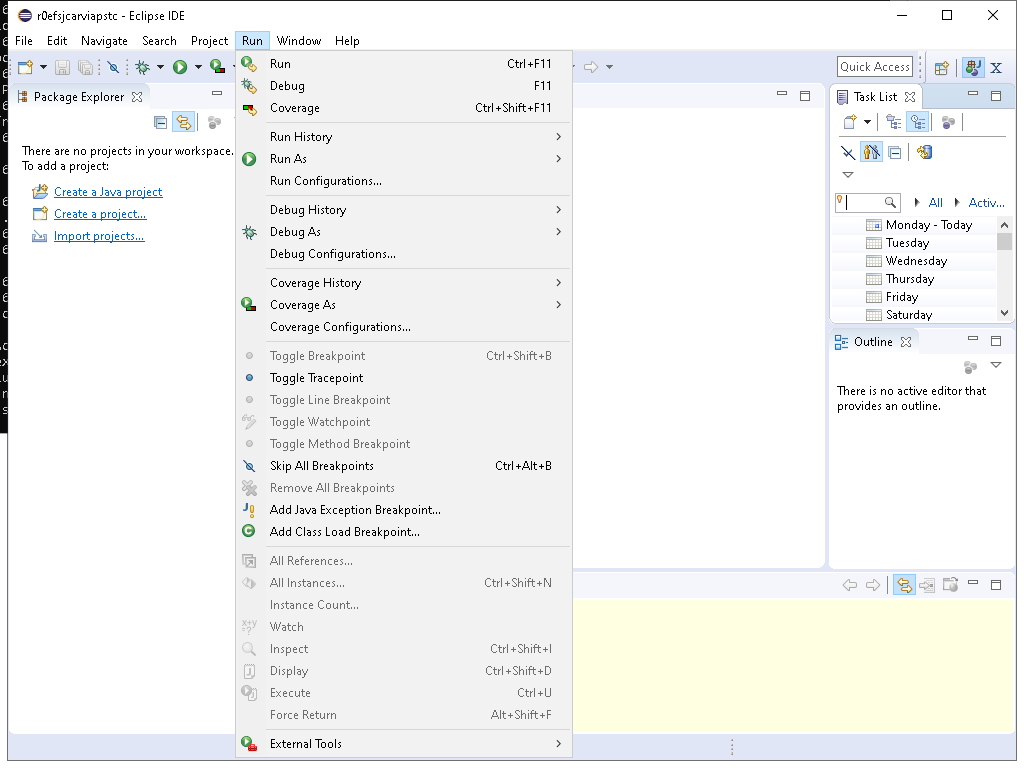 r0efsjcarviapstc - Eclipse IDE
File Edit Navigate Search Project Run Window Help
Quick Access
Package Explorer
There are no projects in your workspace.
To add a project:
Create a Java project
Create a project...
Import projects...
Run Ctrl+F11
Debug F11
Coverage Ctrl+Shift+F11
Run History
Run As
Run Configurations...
Debug History
Debug As
Debug Configurations...
Coverage History
Coverage As
Coverage Configurations...
Toggle Breakpoint Ctrl+Shift+B
Toggle Tracepoint
Toggle Line Breakpoint
Toggle Watchpoint
Toggle Method Breakpoint
Skip All Breakpoints Ctrl+Alt+B
Remove All Breakpoints
Add Java Exception Breakpoint...
Add Class Load Breakpoint...
All References...
All Instances... Ctrl+Shift+N
Instance Count...
Watch
Inspect Ctrl+Shift+I
Display Ctrl+Shift+D
Execute Ctrl+U
Force Return Alt+Shift+F
External Tools
Task List
All Activ...
Monday - Today
Tuesday
Wednesday
Thursday
Friday
Saturday
Outline
There is no active editor that
provides an outline.